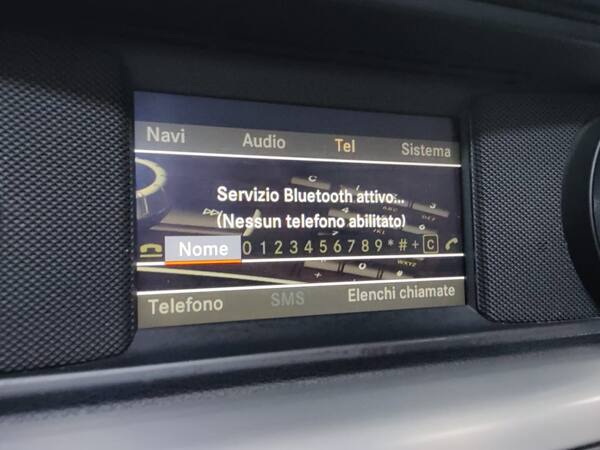 Navi Audio Tel Sistema
Servizio Bluetooth attivo...
(Nessun telefono abilitato)
Nome 0 1 2 3 4 5 6 7 8 9 * # + C
Telefono SMS Elenchi chiamate